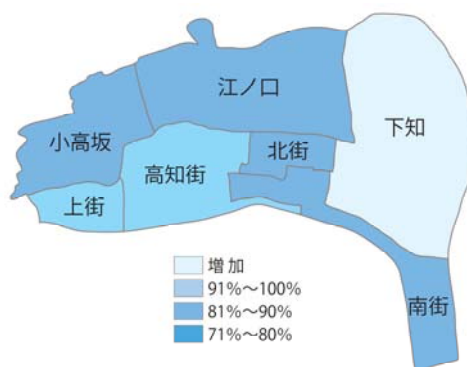 江ノ口
下知
小高坂
北街
高知街
上街
増 加
91%～100%
81%～90%
71%～80%
南街